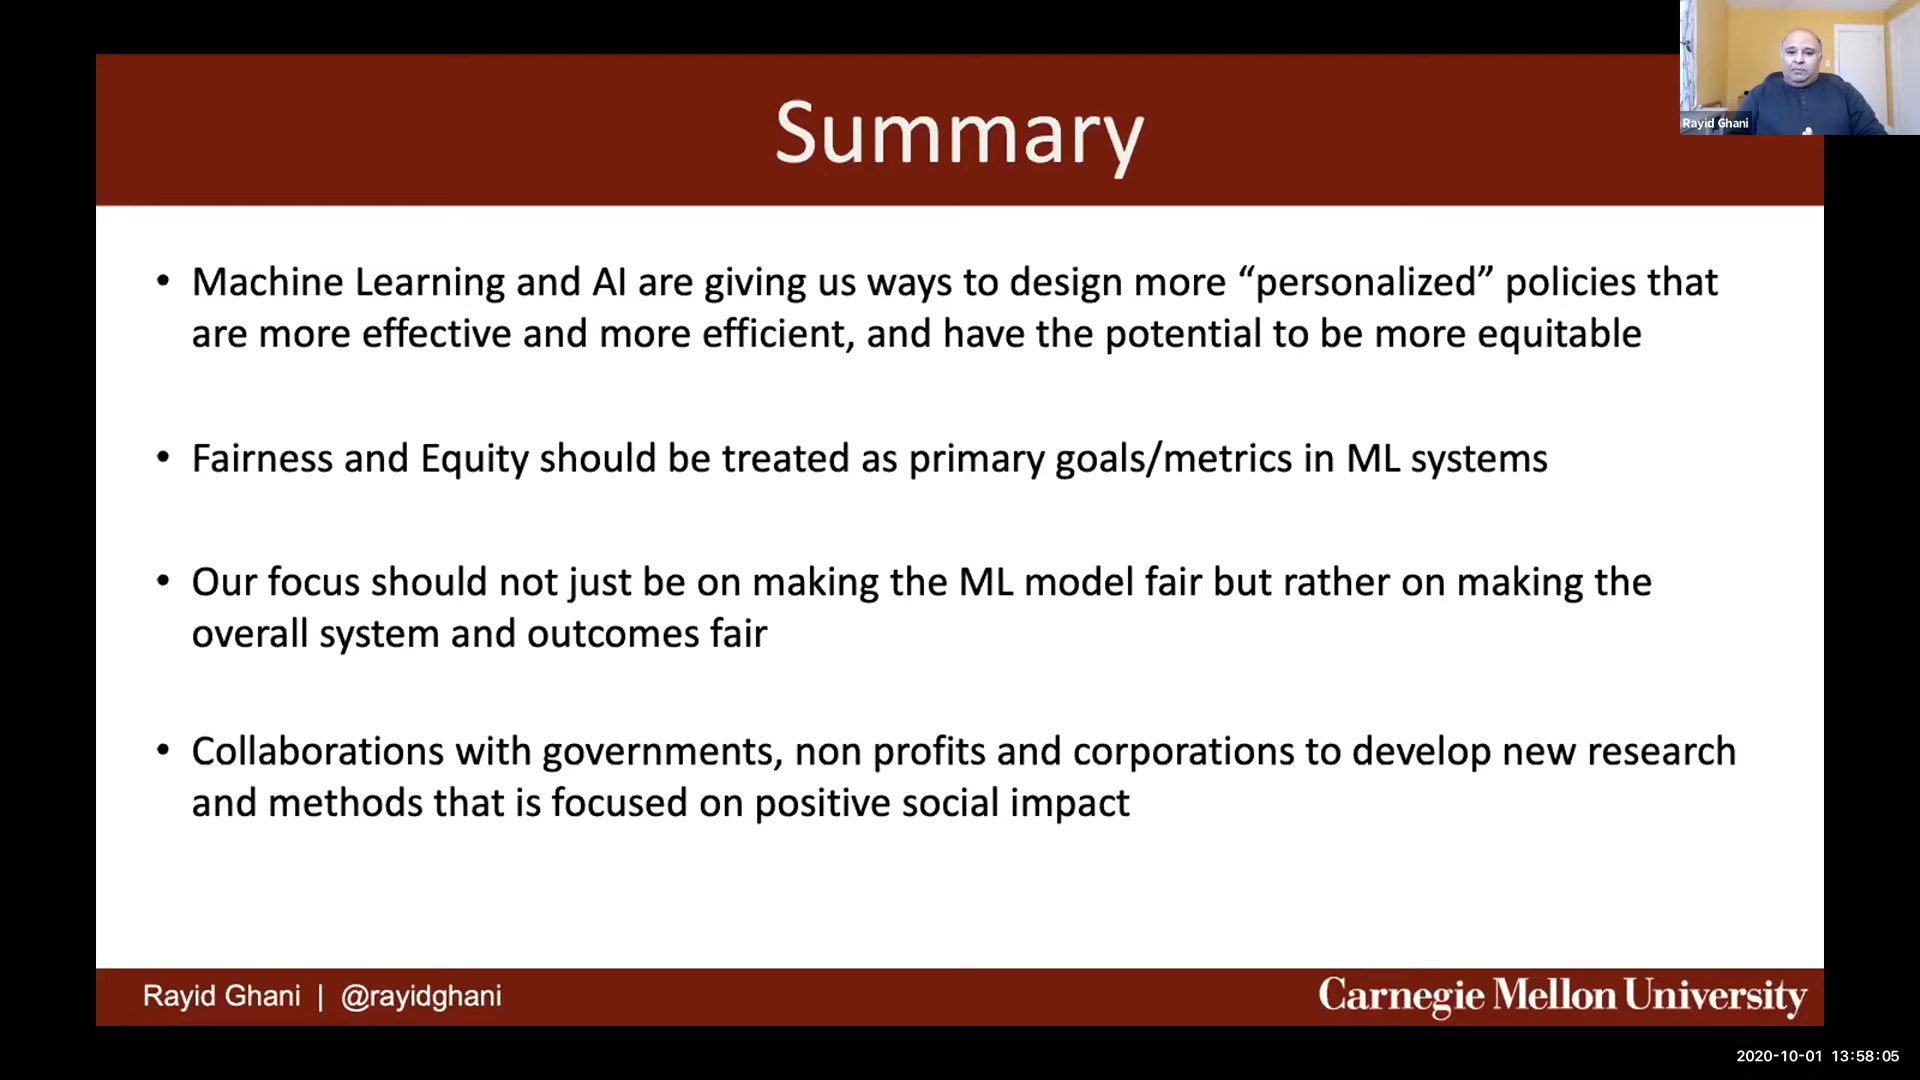 Summary
Rayid Ghani
• Machine Learning and AI are giving us ways to design more “personalized” policies that
are more effective and more efficient, and have the potential to be more equitable
• Fairness and Equity should be treated as primary goals/metrics in ML systems
• Our focus should not just be on making the ML model fair but rather on making the
overall system and outcomes fair
• Collaborations with governments, non profits and corporations to develop new research
and methods that is focused on positive social impact
Rayid Ghani | @rayidghani
Carnegie Mellon University
2020-10-01 13:58:05